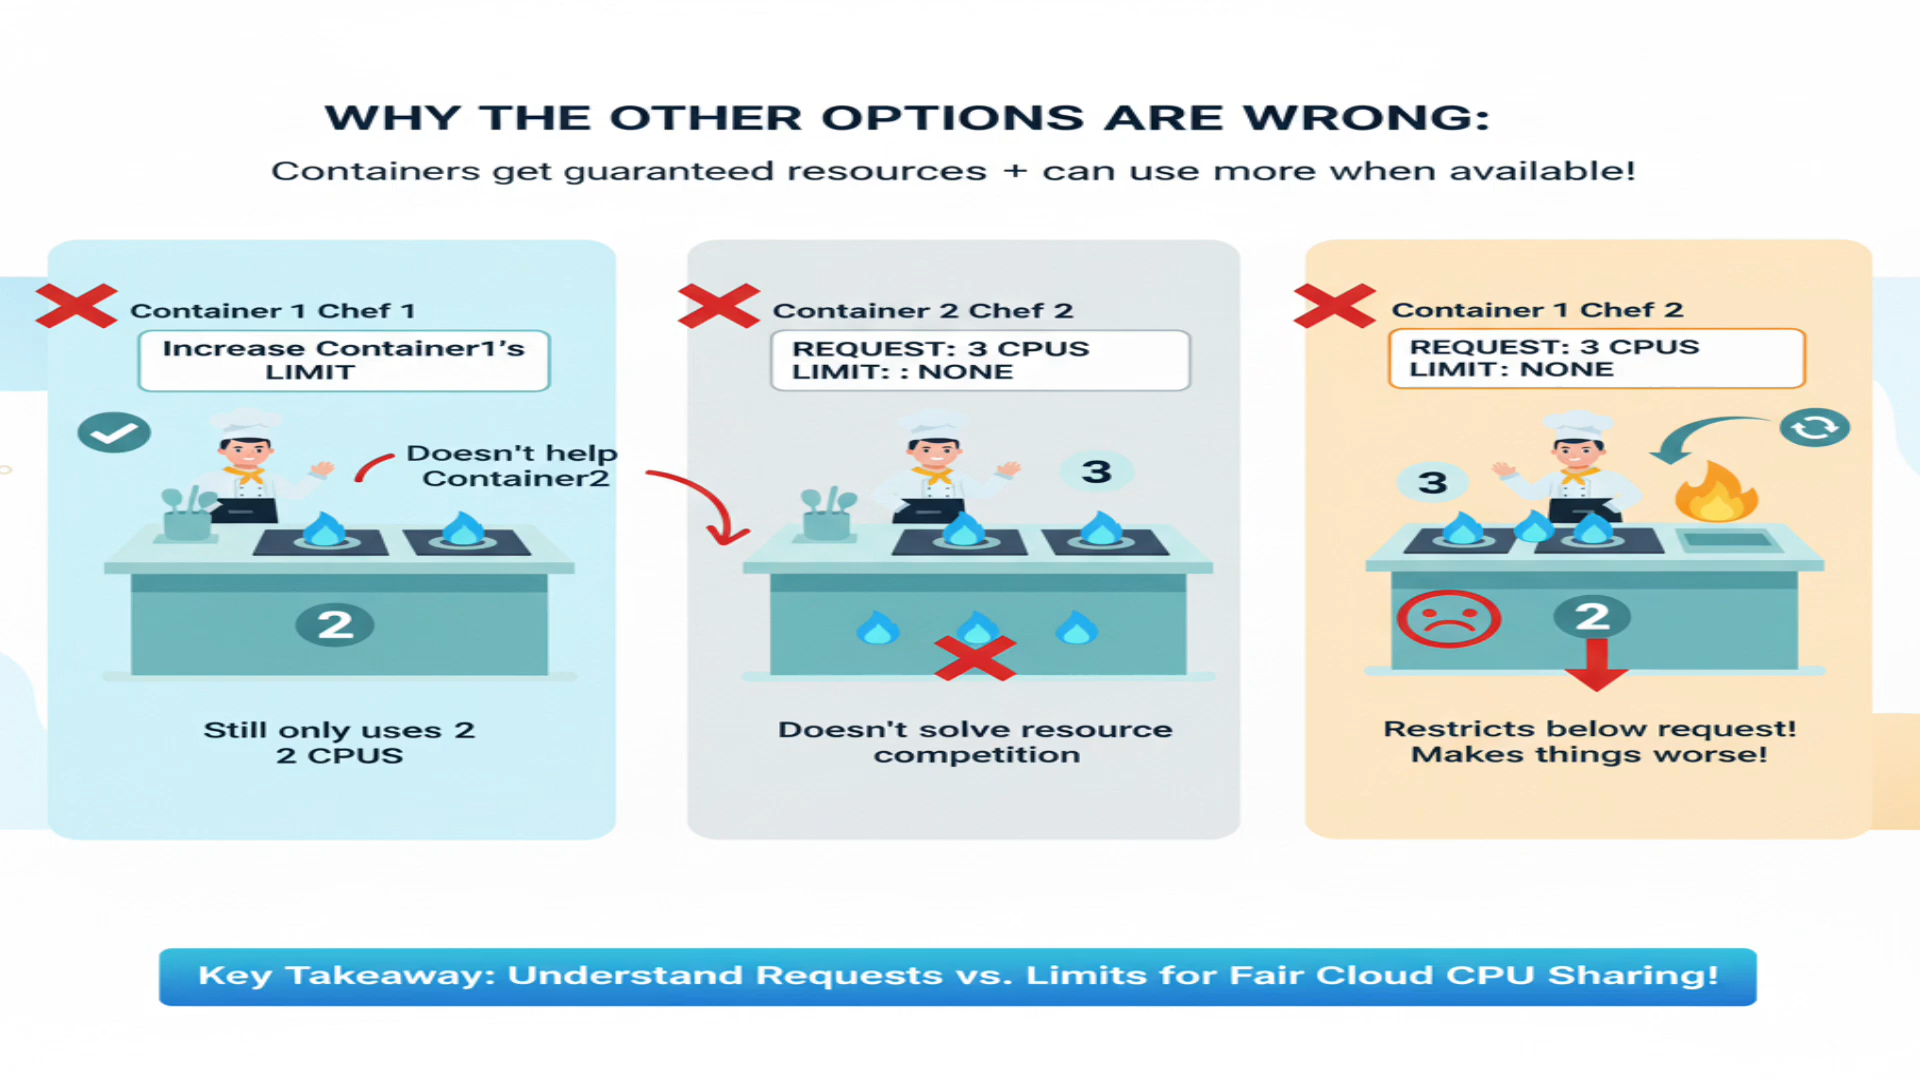 WHY THE OTHER OPTIONS ARE WRONG:
Containers get guaranteed resources + can use more when available!
Container 1 Chef 1
Increase Container1's
LIMIT
Doesn't help
Container2
2
Still only uses 2
2 CPUS
Container 2 Chef 2
REQUEST: 3 CPUS
LIMIT: : NONE
3
Doesn't solve resource
competition
Container 1 Chef 2
REQUEST: 3 CPUS
LIMIT: NONE
3
2
Restricts below request!
Makes things worse!
Key Takeaway: Understand Requests vs. Limits for Fair Cloud CPU Sharing!